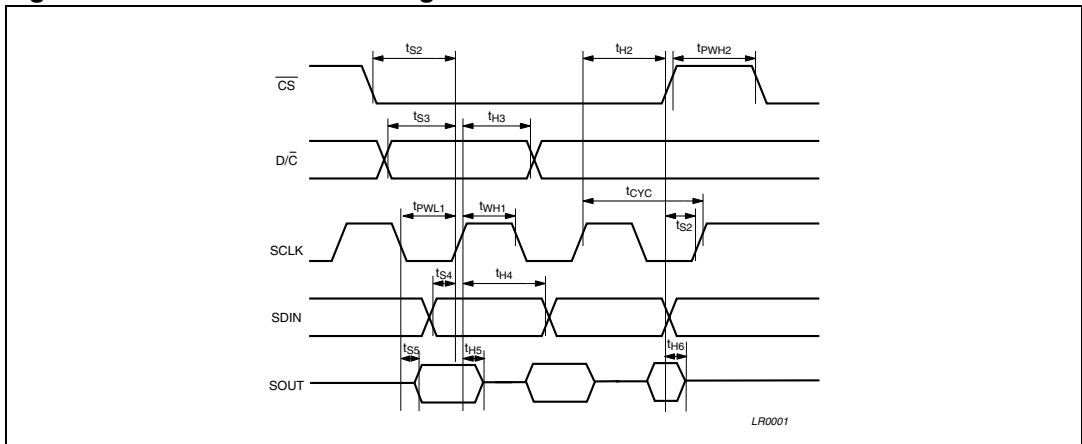 tS2 tH2 tPWH2
CS
tS3 tH3
D/C
tCYC
tPWL1 tWH1 tS2
SCLK
tS4 tH4
SDIN
tS5 tH5 tH6
SOUT
LR0001